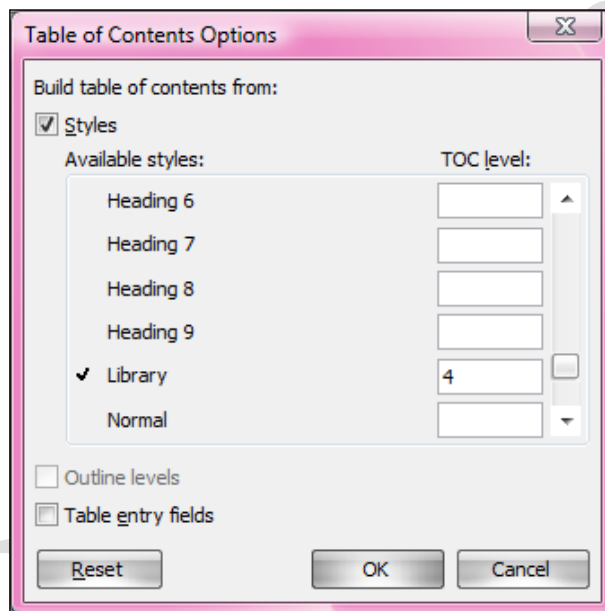 Table of Contents Options
Build table of contents from:
Styles
Available styles: TOC level:
Heading 6
Heading 7
Heading 8
Heading 9
Library 4
Normal
Outline levels
Table entry fields
Reset OK Cancel